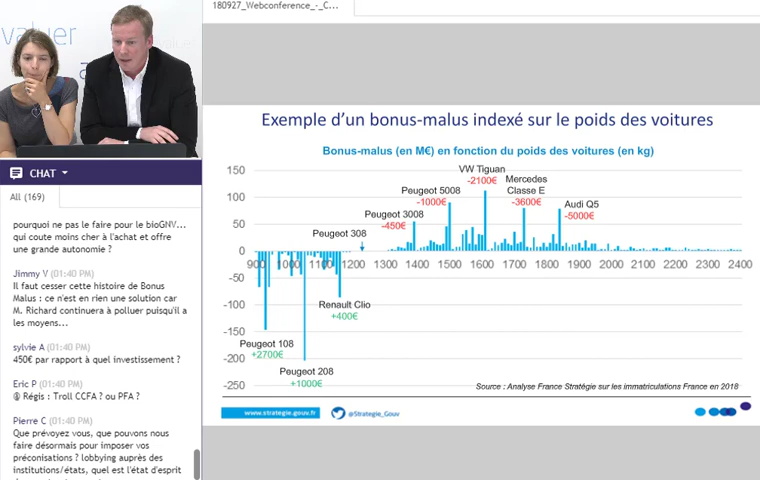 180927_Webconference_-_C...
valuer
CHAT
All (169)
pourquoi ne pas le faire pour le bioGNV...
qui coute moins cher à l'achat et offre
une grande autonomie ?
Jimmy V (01:40 PM)
Il faut cesser cette histoire de Bonus
Malus : ce n'est en rien une solution car
M. Richard continuera à polluer puisqu'il a
les moyens...
sylvie A (01:40 PM)
450€ par rapport à quel investissement ?
Eric P (01:40 PM)
@ Régis : Troll CCFA ? ou PFA ?
Pierre C (01:40 PM)
Que prévoyez vous, que pouvons nous
faire désormais pour imposer vos
préconisations ? lobbying auprès des
institutions/états, quel est l'état d'esprit
Exemple d'un bonus-malus indexé sur le poids des voitures
Bonus-malus (en M€) en fonction du poids des voitures (en kg)
150
100
50
0
-50
-100
-150
-200
-250
900 1000 1100 1200 1300 1400 1500 1600 1700 1800 1900 2000 2100 2200 2300 2400
Peugeot 108
+2700€
Peugeot 208
+1000€
Renault Clio
+400€
Peugeot 308
Peugeot 3008
-450€
Peugeot 5008
-1000€
VW Tiguan
-2100€
Mercedes
Classe E
-3600€
Audi Q5
-5000€
Source : Analyse France Stratégie sur les immatriculations France en 2018
www.strategie.gouv.fr
@Strategie_Gouv